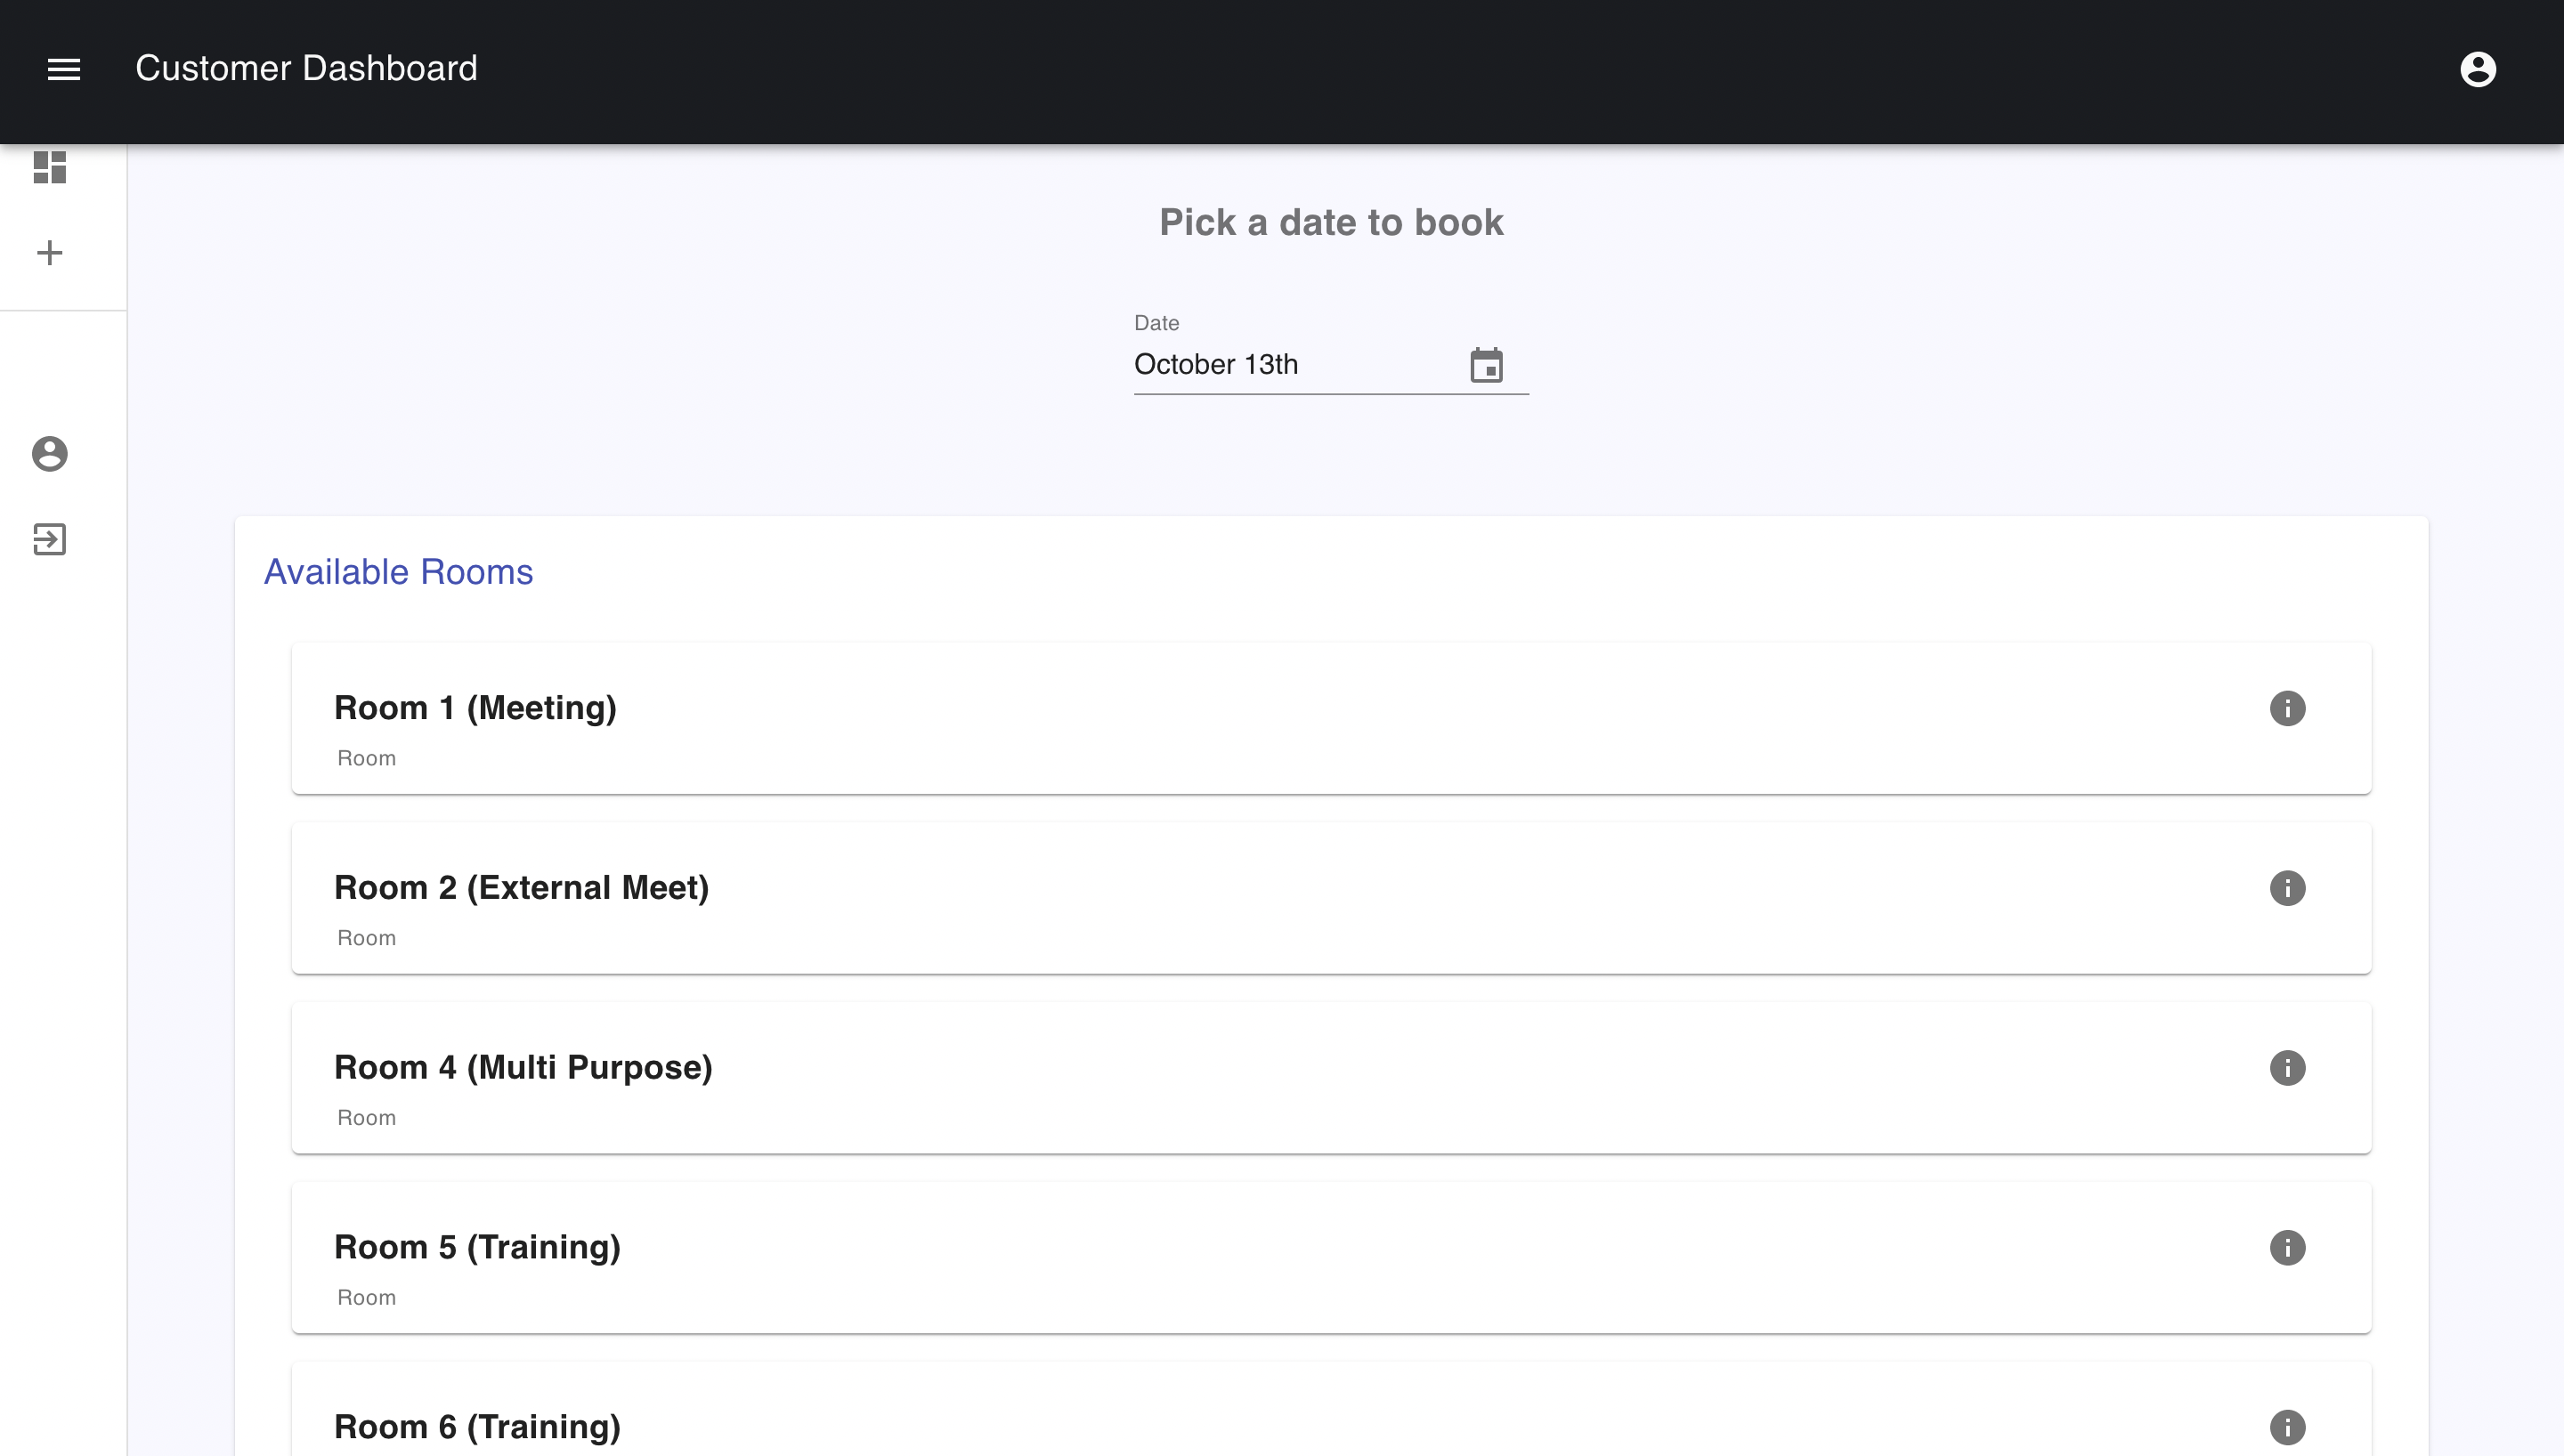 Customer Dashboard
Pick a date to book
Date
October 13th
Available Rooms
Room 1 (Meeting)
Room
Room 2 (External Meet)
Room
Room 4 (Multi Purpose)
Room
Room 5 (Training)
Room
Room 6 (Training)